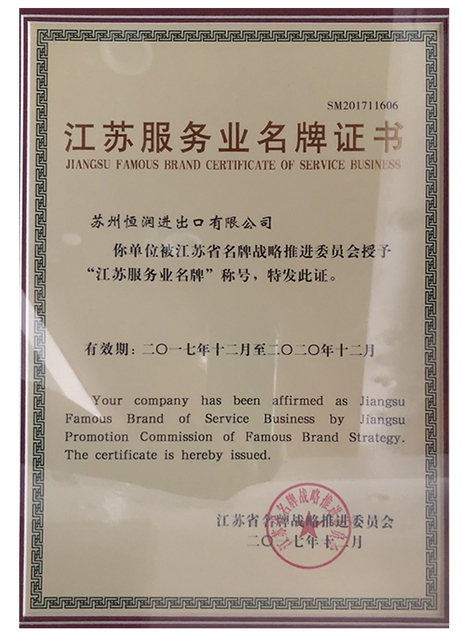 SM201711606
江苏服务业名牌证书
JIANGSU FAMOUS BRAND CERTIFICATE OF SERVICE BUSINESS
苏州恒润进出口有限公司
你单位被江苏省名牌战略推进委员会授予
“江苏服务业名牌”称号，特发此证。
有效期：二〇一七年十二月至二〇二〇年十二月
Your company has been affirmed as Jiangsu
Famous Brand of Service Business by Jiangsu
Promotion Commission of Famous Brand Strategy.
The certificate is hereby issued.
江苏省名牌战略推进委员会
二〇一七年十二月